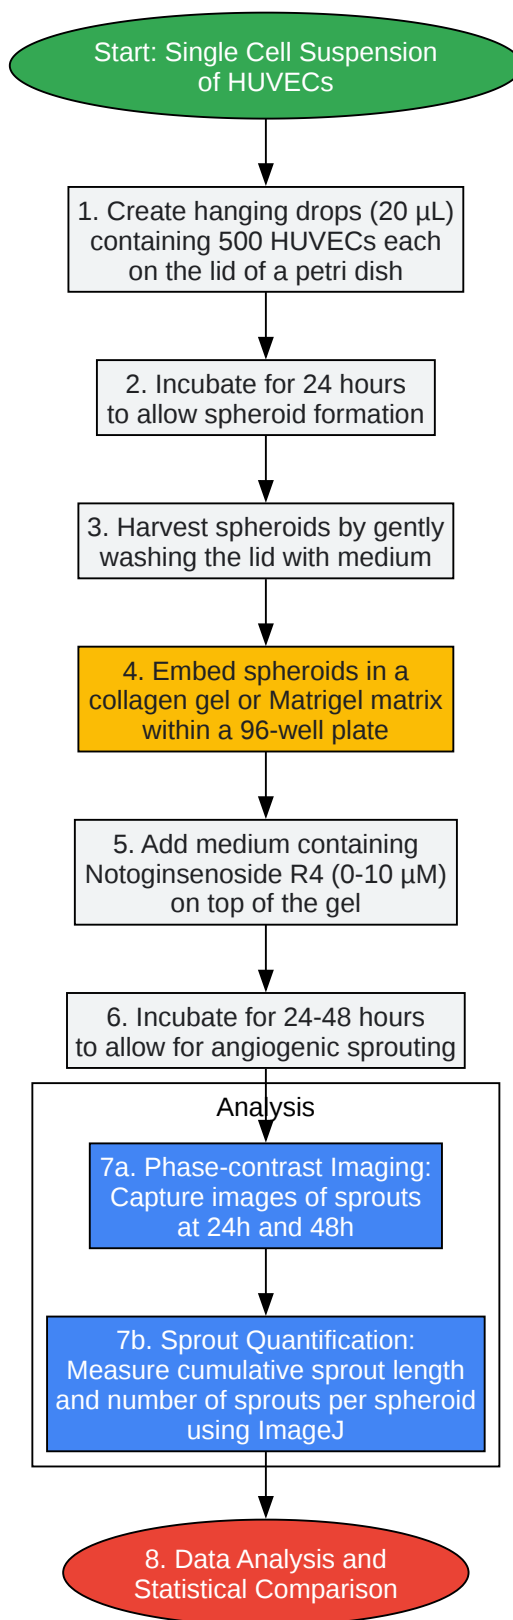 Start: Single Cell Suspension
of HUVECs
1. Create hanging drops (20 µL)
containing 500 HUVECs each
on the lid of a petri dish
2. Incubate for 24 hours
to allow spheroid formation
3. Harvest spheroids by gently
washing the lid with medium
4. Embed spheroids in a
collagen gel or Matrigel matrix
within a 96-well plate
5. Add medium containing
Notoginsenoside R4 (0-10 µM)
on top of the gel
6. Incubate for 24-48 hours
to allow for angiogenic sprouting
Analysis
7a. Phase-contrast Imaging:
Capture images of sprouts
at 24h and 48h
7b. Sprout Quantification:
Measure cumulative sprout length
and number of sprouts per spheroid
using ImageJ
8. Data Analysis and
Statistical Comparison